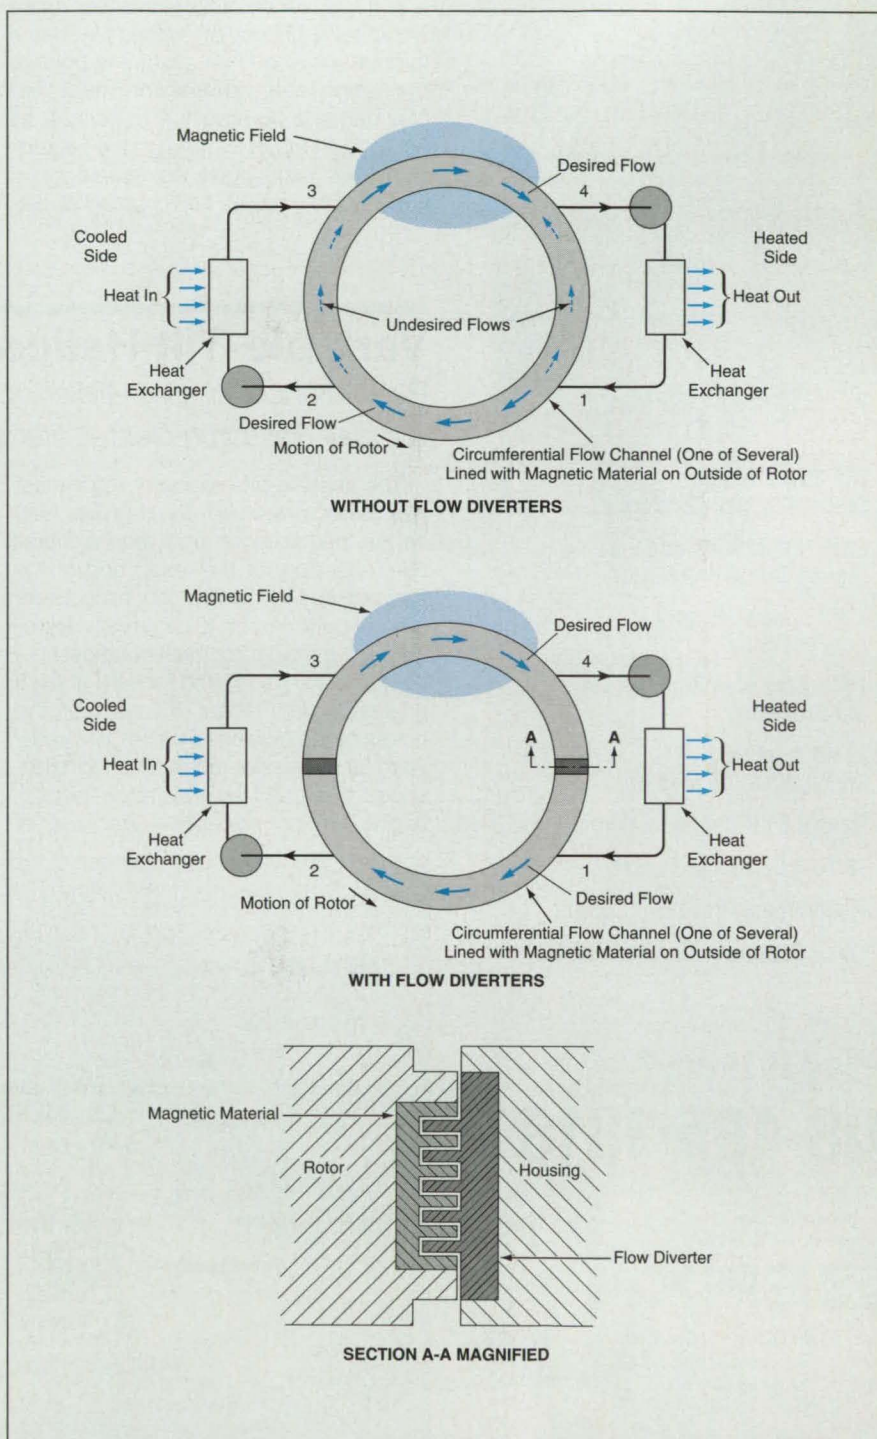 Magnetic Field
Desired Flow
3
4
Cooled
Side
Heated
Side
Heat In
Undesired Flows
Heat Out
Heat
Exchanger
Heat
Exchanger
2
1
Desired Flow
Motion of Rotor
Circumferential Flow Channel (One of Several)
Lined with Magnetic Material on Outside of Rotor
WITHOUT FLOW DIVERTERS
Magnetic Field
Desired Flow
3
4
Cooled
Side
Heated
Side
A
A
Heat In
Heat Out
Heat
Exchanger
Heat
Exchanger
2
1
Motion of Rotor
Desired Flow
Circumferential Flow Channel (One of Several)
Lined with Magnetic Material on Outside of Rotor
WITH FLOW DIVERTERS
Magnetic Material
Rotor
Housing
Flow Diverter
SECTION A-A MAGNIFIED